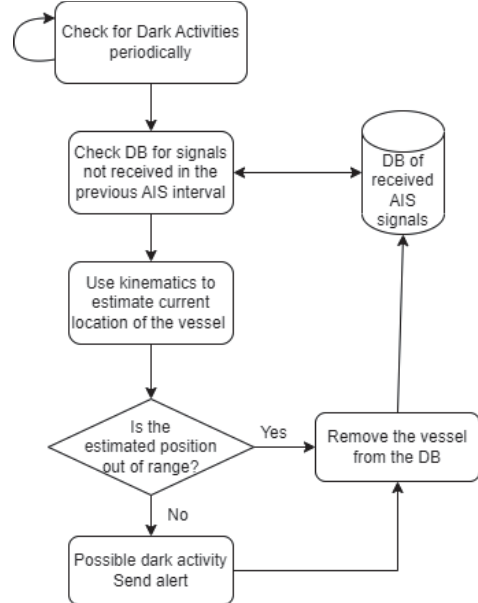 Check for Dark Activities
periodically
Check DB for signals
not received in the
previous AIS interval
DB of
received
AIS
signals
Use kinematics to
estimate current
location of the vessel
Is the
estimated position
out of range?
Yes
Remove the vessel
from the DB
No
Possible dark activity
Send alert